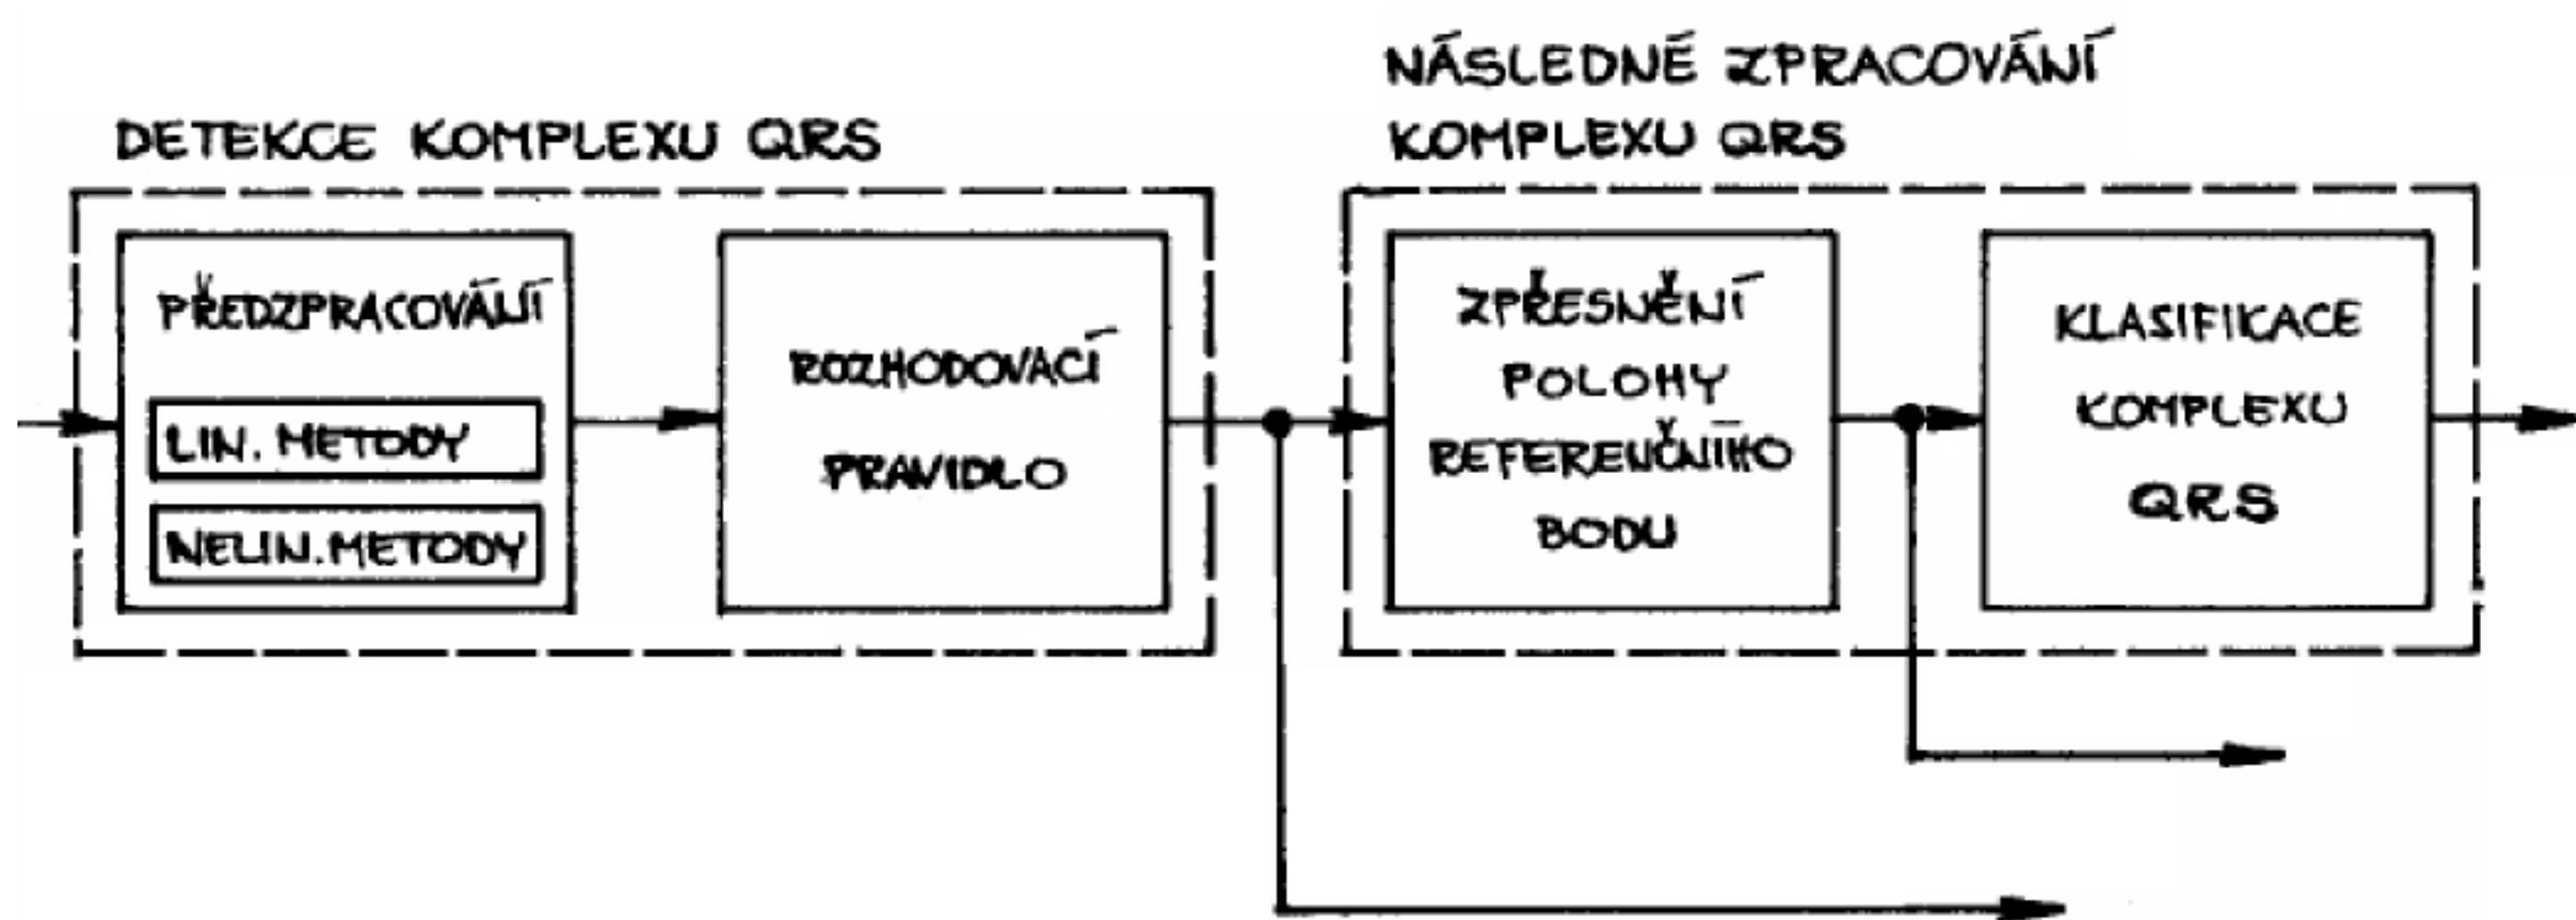 DETEKCE KOMPLEXU QRS
PŘEDZPRACOVÁNÍ
LIN. METODY
NELIN. METODY
ROZHODOVACÍ
PRAVIDLO
NÁSLEDNÉ ZPRACOVÁNÍ
KOMPLEXU QRS
ZPŘESNĚNÍ
POLOHY
REFERENČNÍHO
BODU
KLASIFIKACE
KOMPLEXU
QRS